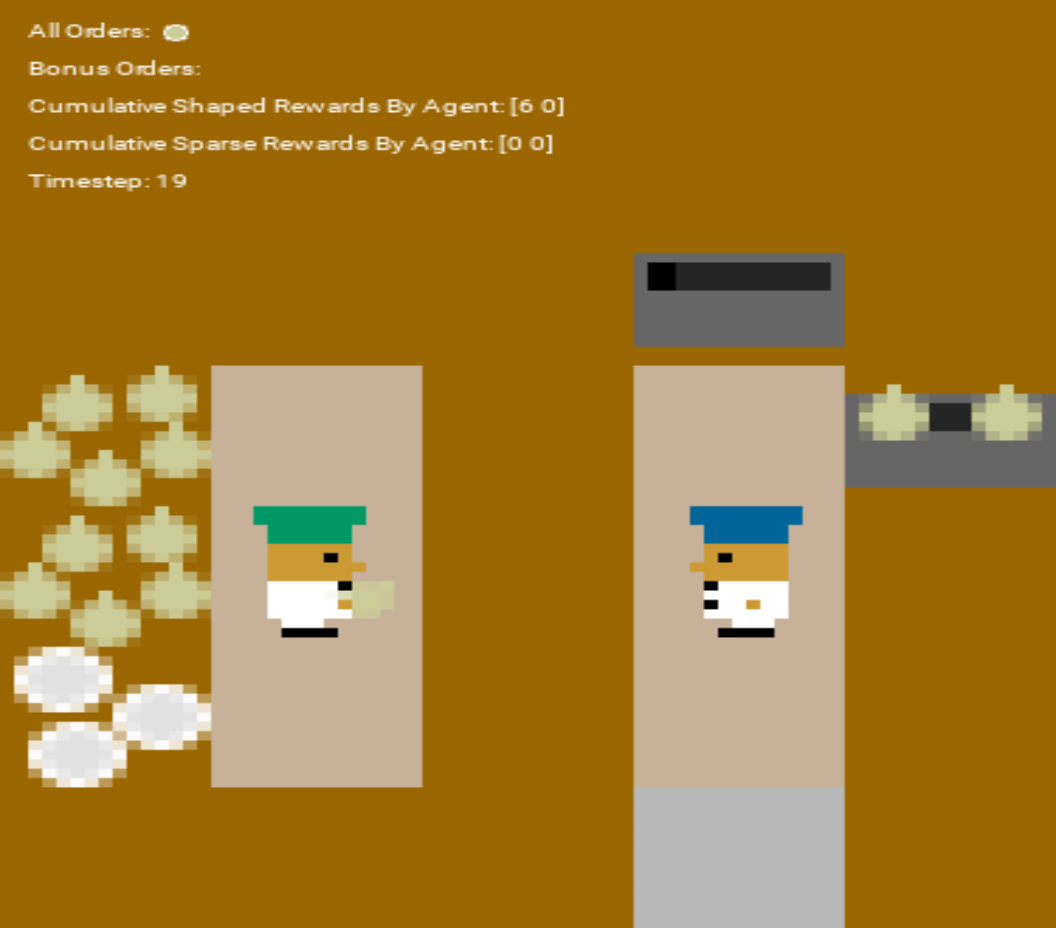 All Orders:
Bonus Orders:
Cumulative Shaped Rewards By Agent: [6 0]
Cumulative Sparse Rewards By Agent: [0 0]
Timestep: 19